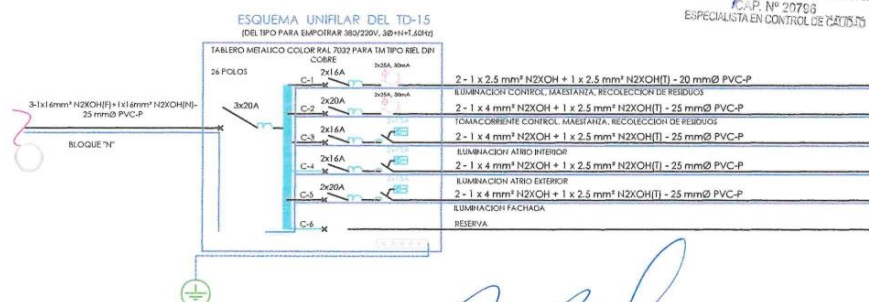 CAP. Nº 20796
ESPECIALISTA EN CONTROL DE
ESQUEMA UNIFILAR DEL TD-15
(DEL TIPO PARA EMPOTRAR 380/220V, 3Ø+N+T,60Hz)
TABLERO METALICO COLOR RAL 7032 PARA TM TIPO RIEL DIN
COBRE
26 POLOS
3-1x16mm² N2XOH(F)+1x16mm² N2XOH(N)-
25 mmØ PVC-P
BLOQUE "N"
3x20A
C-1 2x16A 2x25A, 30mA 2 - 1 x 2.5 mm² N2XOH + 1 x 2.5 mm² N2XOH(T) - 20 mmØ PVC-P
ILUMINACION CONTROL, MAESTANZA, RECOLECCION DE RESIDUOS
C-2 2x20A 2x25A, 30mA 2 - 1 x 4 mm² N2XOH + 1 x 2.5 mm² N2XOH(T) - 25 mmØ PVC-P
TOMACORRIENTE CONTROL, MAESTANZA, RECOLECCION DE RESIDUOS
C-3 2x16A 2 - 1 x 4 mm² N2XOH + 1 x 2.5 mm² N2XOH(T) - 25 mmØ PVC-P
ILUMINACION ATRIO INTERIOR
C-4 2x16A 2 - 1 x 4 mm² N2XOH + 1 x 2.5 mm² N2XOH(T) - 25 mmØ PVC-P
ILUMINACION ATRIO EXTERIOR
C-5 2x20A 2 - 1 x 4 mm² N2XOH + 1 x 2.5 mm² N2XOH(T) - 25 mmØ PVC-P
ILUMINACION FACHADA
C-6 RESERVA